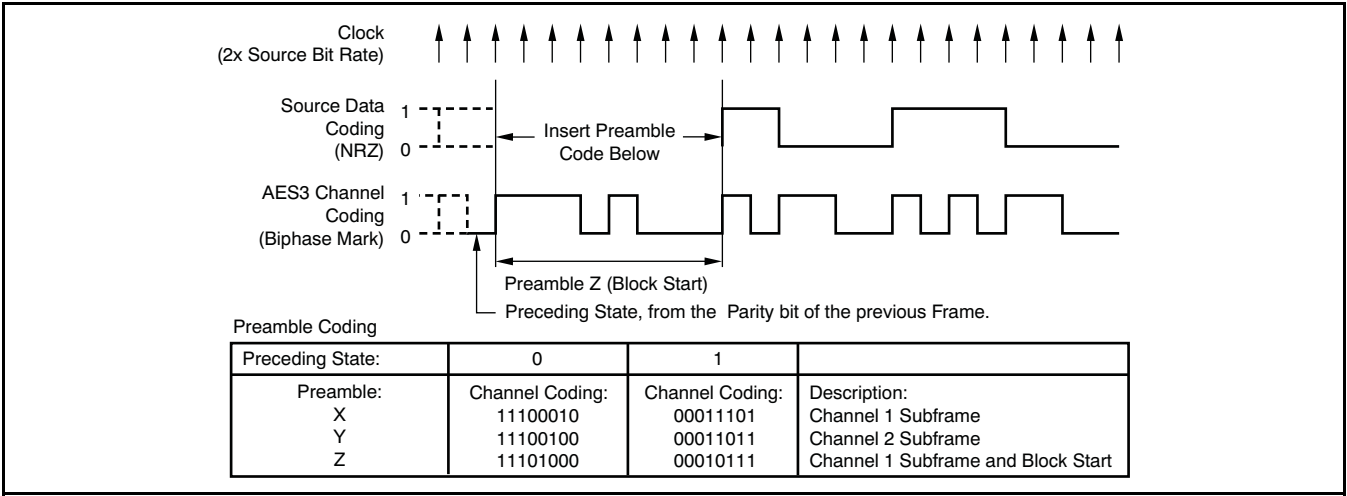 Clock
(2x Source Bit Rate)
Source Data
Coding
(NRZ)
1
0
Insert Preamble
Code Below
AES3 Channel
Coding
(Biphase Mark)
1
0
Preamble Z (Block Start)
Preceding State, from the Parity bit of the previous Frame.
Preamble Coding
Preceding State: 0 1
Preamble: Channel Coding: Channel Coding: Description:
X 11100010 00011101 Channel 1 Subframe
Y 11100100 00011011 Channel 2 Subframe
Z 11101000 00010111 Channel 1 Subframe and Block Start